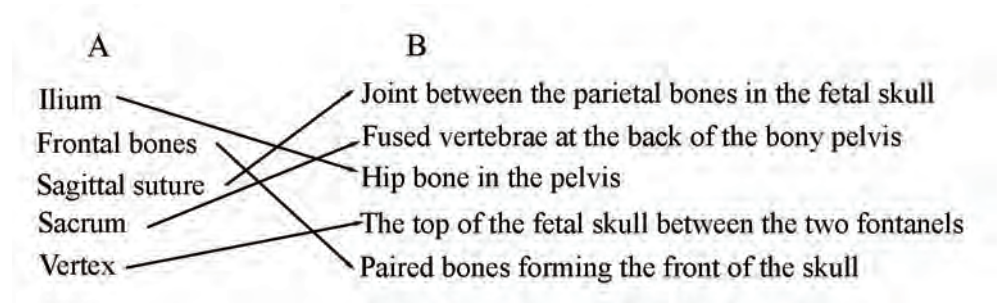 A B
Ilium Joint between the parietal bones in the fetal skull
Frontal bones Fused vertebrae at the back of the bony pelvis
Sagittal suture Hip bone in the pelvis
Sacrum The top of the fetal skull between the two fontanels
Vertex Paired bones forming the front of the skull